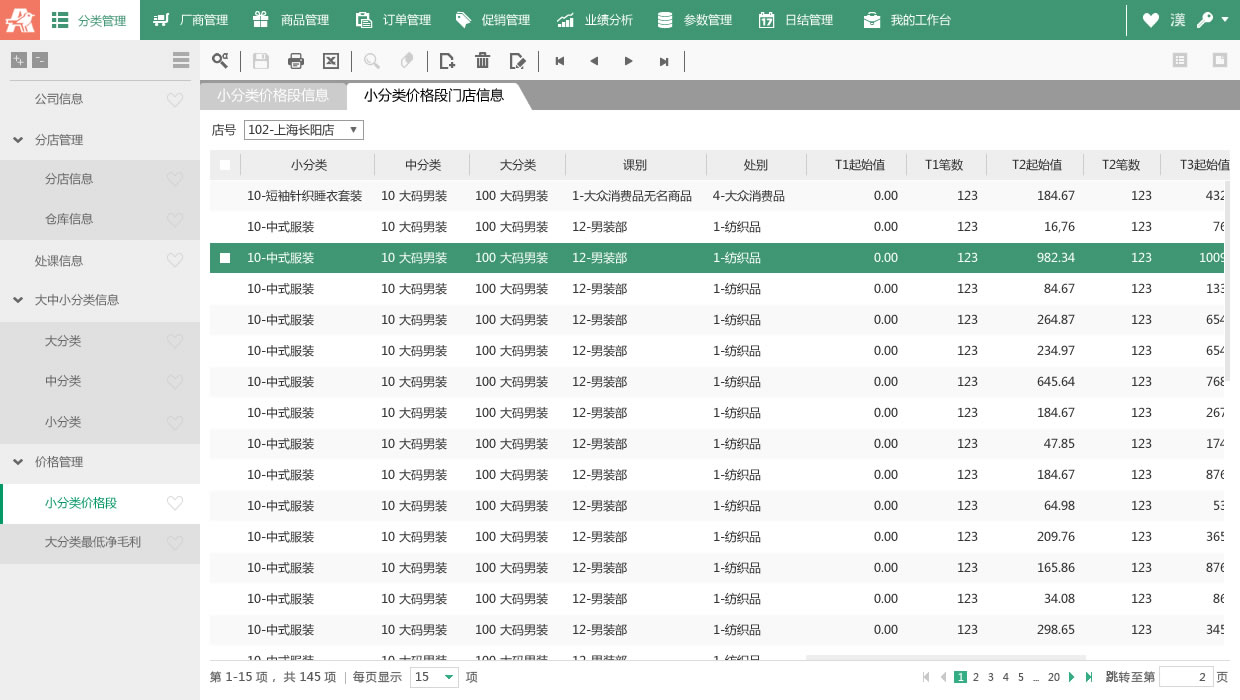 分类管理 厂商管理 商品管理 订单管理 促销管理 业绩分析 参数管理 日结管理 我的工作台 漢
小分类价格段信息 小分类价格段门店信息
公司信息
分店管理
分店信息
仓库信息
处课信息
大中小分类信息
大分类
中分类
小分类
价格管理
小分类价格段
大分类最低净毛利
店号 102-上海长阳店
小分类 中分类 大分类 课别 处别 T1起始值 T1笔数 T2起始值 T2笔数 T3起始值
10-短袖针织睡衣套装 10 大码男装 100 大码男装 1-大众消费品无名商品 4-大众消费品 0.00 123 184.67 123 432
10-中式服装 10 大码男装 100 大码男装 12-男装部 1-纺织品 0.00 123 16,76 123 76
10-中式服装 10 大码男装 100 大码男装 12-男装部 1-纺织品 0.00 123 982.34 123 1009
10-中式服装 10 大码男装 100 大码男装 12-男装部 1-纺织品 0.00 123 84.67 123 133
10-中式服装 10 大码男装 100 大码男装 12-男装部 1-纺织品 0.00 123 264.87 123 654
10-中式服装 10 大码男装 100 大码男装 12-男装部 1-纺织品 0.00 123 234.97 123 654
10-中式服装 10 大码男装 100 大码男装 12-男装部 1-纺织品 0.00 123 645.64 123 768
10-中式服装 10 大码男装 100 大码男装 12-男装部 1-纺织品 0.00 123 184.67 123 267
10-中式服装 10 大码男装 100 大码男装 12-男装部 1-纺织品 0.00 123 47.85 123 174
10-中式服装 10 大码男装 100 大码男装 12-男装部 1-纺织品 0.00 123 184.67 123 876
10-中式服装 10 大码男装 100 大码男装 12-男装部 1-纺织品 0.00 123 64.98 123 53
10-中式服装 10 大码男装 100 大码男装 12-男装部 1-纺织品 0.00 123 209.76 123 365
10-中式服装 10 大码男装 100 大码男装 12-男装部 1-纺织品 0.00 123 165.86 123 876
10-中式服装 10 大码男装 100 大码男装 12-男装部 1-纺织品 0.00 123 34.08 123 86
10-中式服装 10 大码男装 100 大码男装 12-男装部 1-纺织品 0.00 123 298.65 123 345
10-中式服装 10 大码男装 100 大码男装 12-男装部 1-纺织品
第 1-15 项，共 145 项 | 每页显示 15 项 1 2 3 4 5 ... 20 跳转至第 2 页